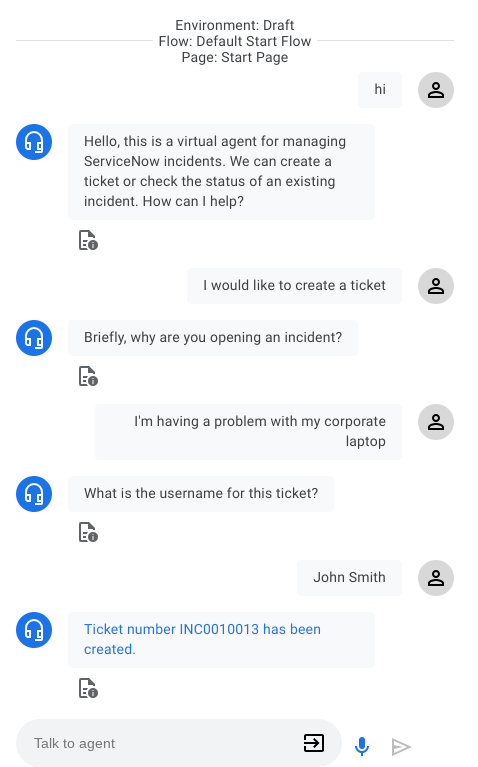 Environment: Draft
Flow: Default Start Flow
Page: Start Page
hi
Hello, this is a virtual agent for managing
ServiceNow incidents. We can create a
ticket or check the status of an existing
incident. How can I help?
I would like to create a ticket
Briefly, why are you opening an incident?
I'm having a problem with my corporate
laptop
What is the username for this ticket?
John Smith
Ticket number INC0010013 has been
created.
Talk to agent